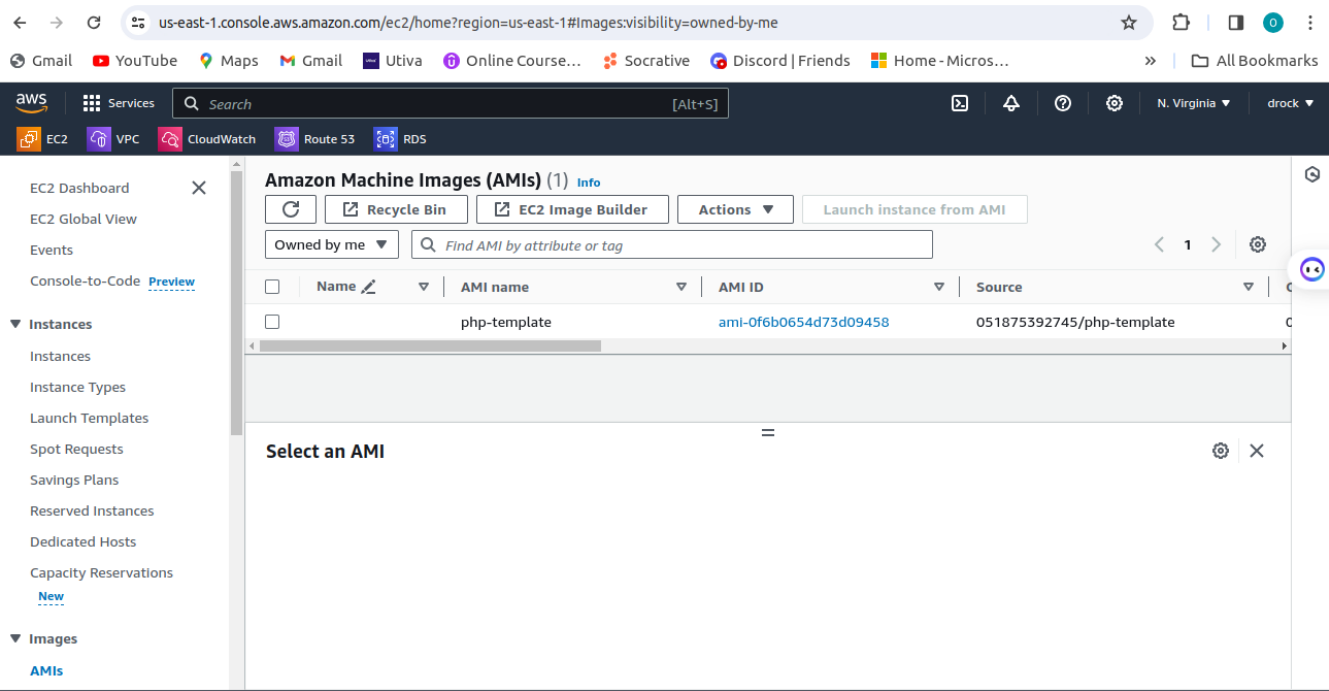 us-east-1.console.aws.amazon.com/ec2/home?region=us-east-1#Images:visibility=owned-by-me
O
Gmail YouTube Maps Gmail Utiva Online Course... Socrative Discord | Friends Home - Micros... » All Bookmarks
aws Services Search [Alt+S] N. Virginia ▼ drock ▼
EC2 VPC CloudWatch Route 53 RDS
EC2 Dashboard
EC2 Global View
Events
Console-to-Code Preview
Instances
Instances
Instance Types
Launch Templates
Spot Requests
Savings Plans
Reserved Instances
Dedicated Hosts
Capacity Reservations
New
Images
AMIs
Amazon Machine Images (AMIs) (1) Info
Recycle Bin EC2 Image Builder Actions ▼ Launch instance from AMI
Owned by me ▼ Find AMI by attribute or tag 1
Name AMI name AMI ID Source
php-template ami-0f6b0654d73d09458 051875392745/php-template
Select an AMI